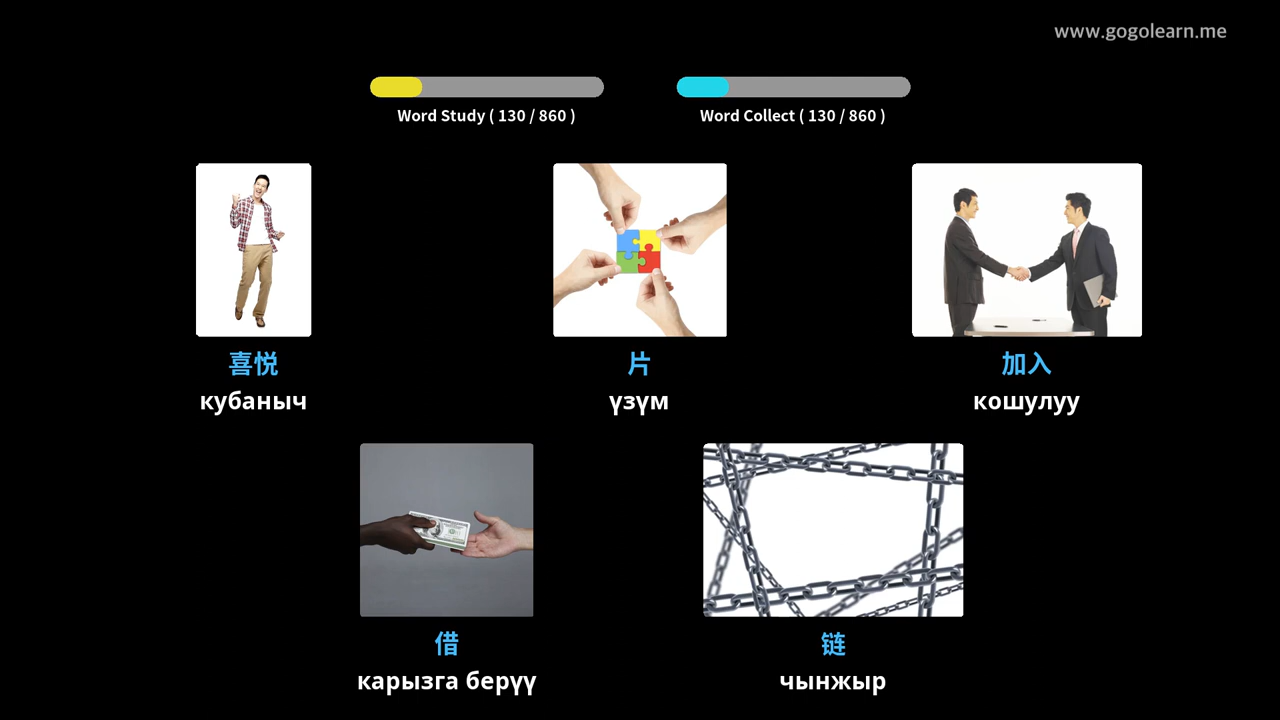 www.gogolearn.me
Word Study ( 130 / 860 )
Word Collect ( 130 / 860 )
喜悦
кубаныч
片
үзүм
加入
кошулуу
借
карызга берүү
链
чынжыр